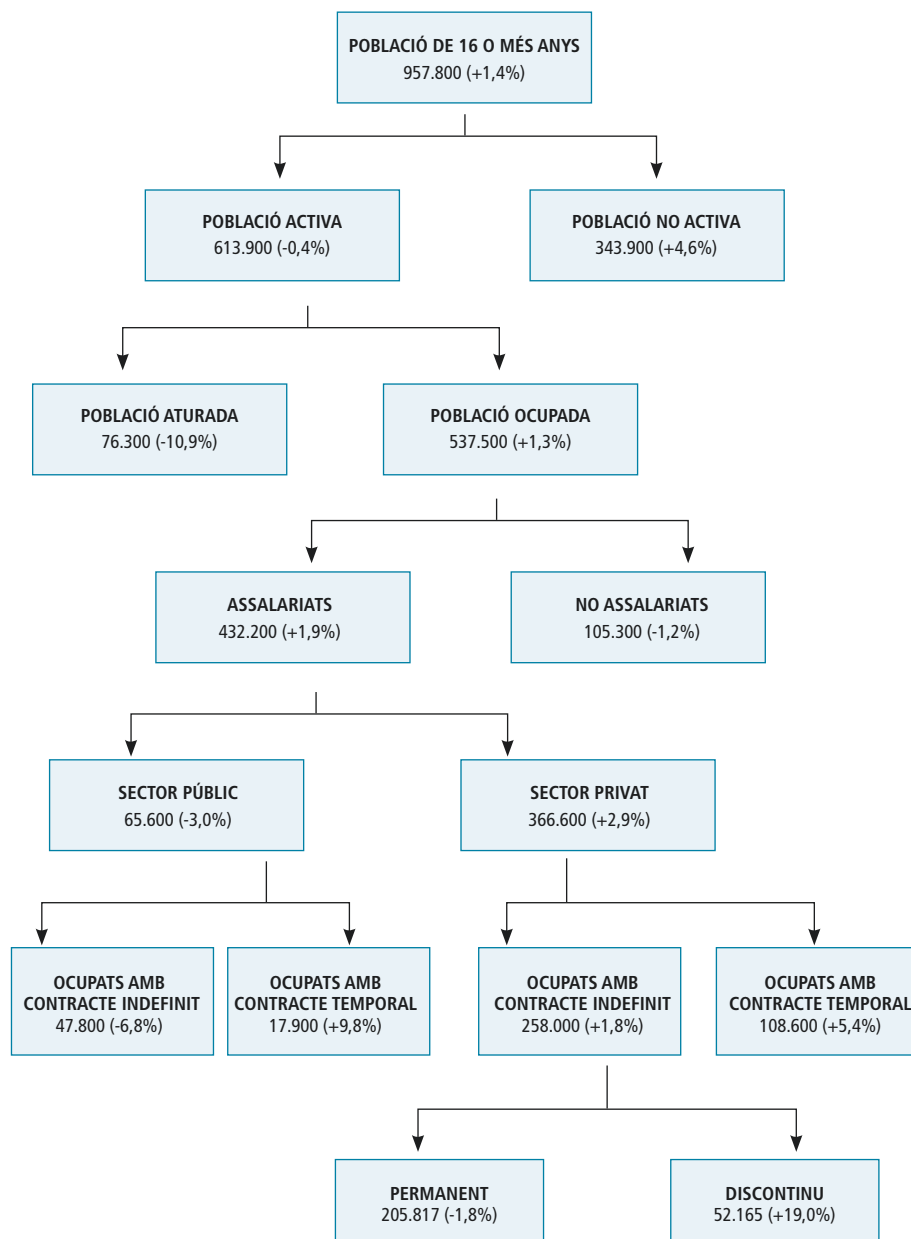 POBLACIÓ DE 16 O MÉS ANYS
957.800 (+1,4%)
POBLACIÓ ACTIVA
613.900 (-0,4%)
POBLACIÓ NO ACTIVA
343.900 (+4,6%)
POBLACIÓ ATURADA
76.300 (-10,9%)
POBLACIÓ OCUPADA
537.500 (+1,3%)
ASSALARIATS
432.200 (+1,9%)
NO ASSALARIATS
105.300 (-1,2%)
SECTOR PÚBLIC
65.600 (-3,0%)
SECTOR PRIVAT
366.600 (+2,9%)
OCUPATS AMB
CONTRACTE INDEFINIT
47.800 (-6,8%)
OCUPATS AMB
CONTRACTE TEMPORAL
17.900 (+9,8%)
OCUPATS AMB
CONTRACTE INDEFINIT
258.000 (+1,8%)
OCUPATS AMB
CONTRACTE TEMPORAL
108.600 (+5,4%)
PERMANENT
205.817 (-1,8%)
DISCONTINU
52.165 (+19,0%)